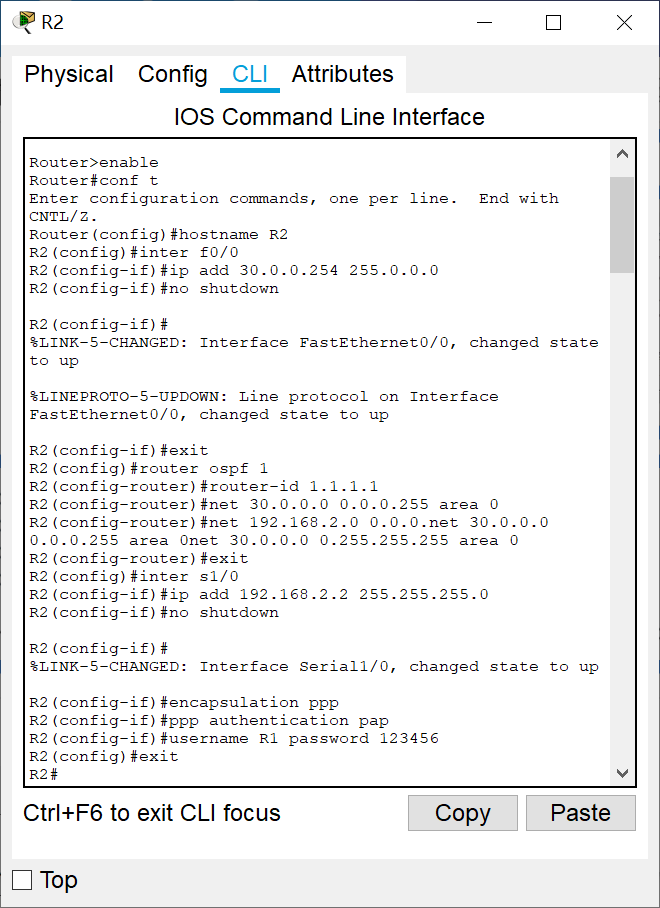 R2
Physical Config CLI Attributes
IOS Command Line Interface
Router>enable
Router#conf t
Enter configuration commands, one per line.  End with
CNTL/Z.
Router(config)#hostname R2
R2(config)#inter f0/0
R2(config-if)#ip add 30.0.0.254 255.0.0.0
R2(config-if)#no shutdown
R2(config-if)#
%LINK-5-CHANGED: Interface FastEthernet0/0, changed state
to up
%LINEPROTO-5-UPDOWN: Line protocol on Interface
FastEthernet0/0, changed state to up
R2(config-if)#exit
R2(config)#router ospf 1
R2(config-router)#router-id 1.1.1.1
R2(config-router)#net 30.0.0.0 0.0.0.255 area 0
R2(config-router)#net 192.168.2.0 0.0.0.net 30.0.0.0
0.0.0.255 area 0net 30.0.0.0 0.255.255.255 area 0
R2(config-router)#exit
R2(config)#inter s1/0
R2(config-if)#ip add 192.168.2.2 255.255.255.0
R2(config-if)#no shutdown
R2(config-if)#
%LINK-5-CHANGED: Interface Serial1/0, changed state to up
R2(config-if)#encapsulation ppp
R2(config-if)#ppp authentication pap
R2(config-if)#username R1 password 123456
R2(config)#exit
R2#
Ctrl+F6 to exit CLI focus
Copy Paste
Top